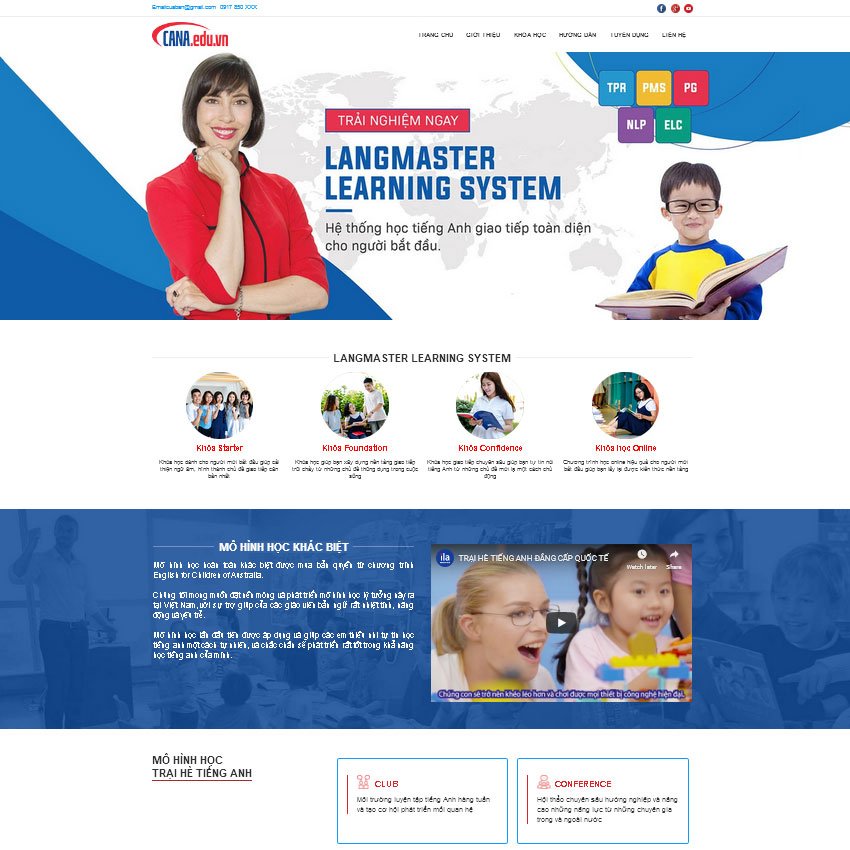 Emailcuaban@gmail.com 0917 850 XXX
CANA.edu.vn
TRANG CHỦ GIỚI THIỆU KHÓA HỌC HƯỚNG DẪN TUYỂN DỤNG LIÊN HỆ
TPR PMS PG
NLP ELC
TRẢI NGHIỆM NGAY
LANGMASTER
LEARNING SYSTEM
Hệ thống học tiếng Anh giao tiếp toàn diện
cho người bắt đầu.
LANGMASTER LEARNING SYSTEM
Khóa Starter
Khóa học dành cho người mới bắt đầu giúp cải
thiện ngữ âm, hình thành chủ đề giao tiếp căn
bản nhất
Khóa Foundation
Khóa học giúp bạn xây dựng nền tảng giao tiếp
trôi chảy từ những chủ đề thông dụng trong cuộc
sống
Khóa Confidence
Khóa học giao tiếp chuyên sâu giúp bạn tự tin nói
tiếng Anh từ những chủ đề mới lạ một cách chủ
động
Khóa học Online
Chương trình học online hiệu quả cho người mới
bắt đầu giúp bạn lấy lại được kiến thức nền tảng
MÔ HÌNH HỌC KHÁC BIỆT
Mô hình học hoàn toàn khác biệt được mua bản quyền từ chương trình
English for Children of Australia.
Chúng tôi mong muốn đặt nền móng và phát triển mô hình học lý tưởng này ra
tại Việt Nam, với sự trợ giúp của các giáo viên bản ngữ rất nhiệt tình, năng
động và yêu trẻ.
Mô hình học lần đầu tiên được áp dụng và giúp các em thiếu nhi tự tin học
tiếng anh một cách tự nhiên, và chắc chắn sẽ phát triển rất tốt trong khả năng
học tiếng anh của mình.
ila TRẠI HÈ TIẾNG ANH ĐẲNG CẤP QUỐC TẾ
Watch later Share
Chúng con sẽ trở nên khéo léo hơn và chơi được mọi thiết bị công nghệ hiện đại.
MÔ HÌNH HỌC
TRẠI HÈ TIẾNG ANH
CLUB
Môi trường luyện tập tiếng Anh hàng tuần
và tạo cơ hội phát triển mối quan hệ
CONFERENCE
Hội thảo chuyên sâu hướng nghiệp và nâng
cao những năng lực từ những chuyên gia
trong và ngoài nước